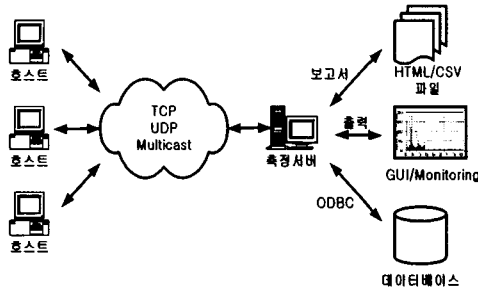 호스트
호스트
호스트
TCP
UDP
Multicast
측정서버
보고서
HTML/CSV
파일
출력
GUI/Monitoring
ODBC
데이터베이스